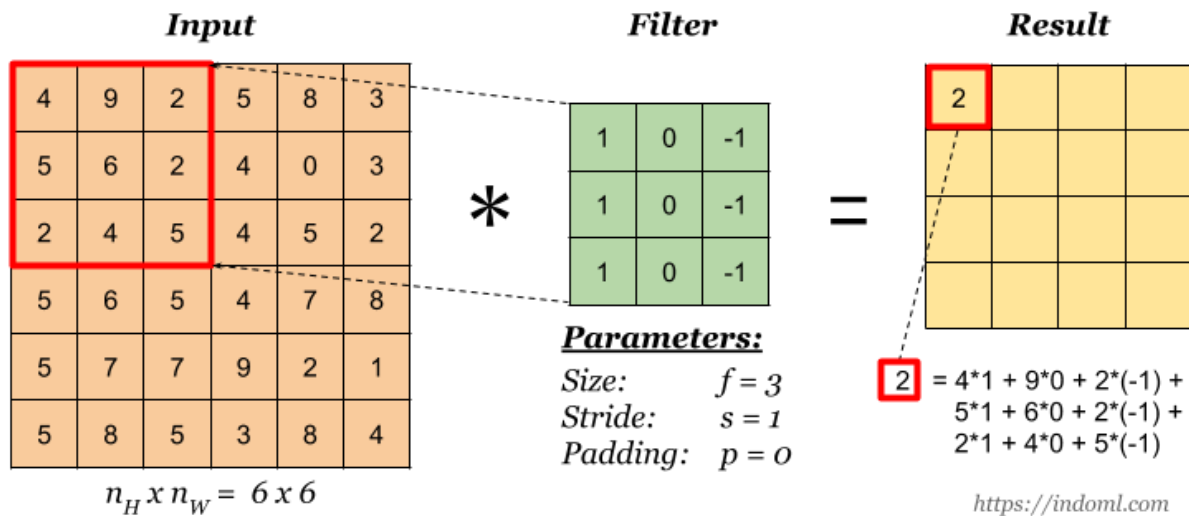 Input Filter Result
4 9 2 5 8 3
5 6 2 4 0 3
2 4 5 4 5 2
5 6 5 4 7 8
5 7 7 9 2 1
5 8 5 3 8 4
n_H x n_W = 6 x 6
*
1 0 -1
1 0 -1
1 0 -1
Parameters:
Size: f = 3
Stride: s = 1
Padding: p = 0
=
2
2 = 4*1 + 9*0 + 2*(-1) +
5*1 + 6*0 + 2*(-1) +
2*1 + 4*0 + 5*(-1)
https://indoml.com